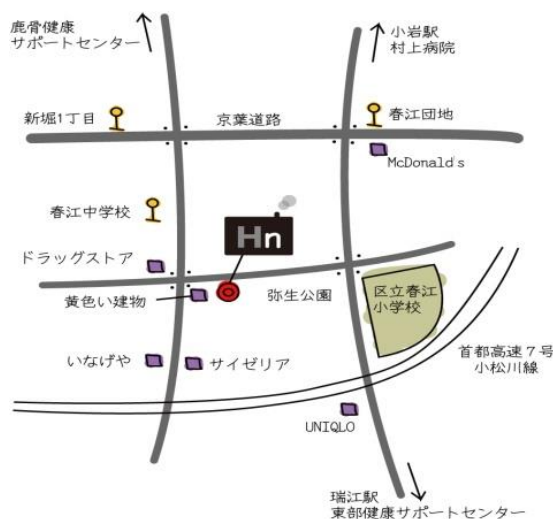 鹿骨健康
サポートセンター
小岩駅
村上病院
新堀1丁目
京葉道路
春江団地
McDonald's
春江中学校
Hn
ドラッグストア
黄色い建物
弥生公園
区立春江
小学校
いなげや
サイゼリア
首都高速7号
小松川線
UNIQLO
瑞江駅
東部健康サポートセンター